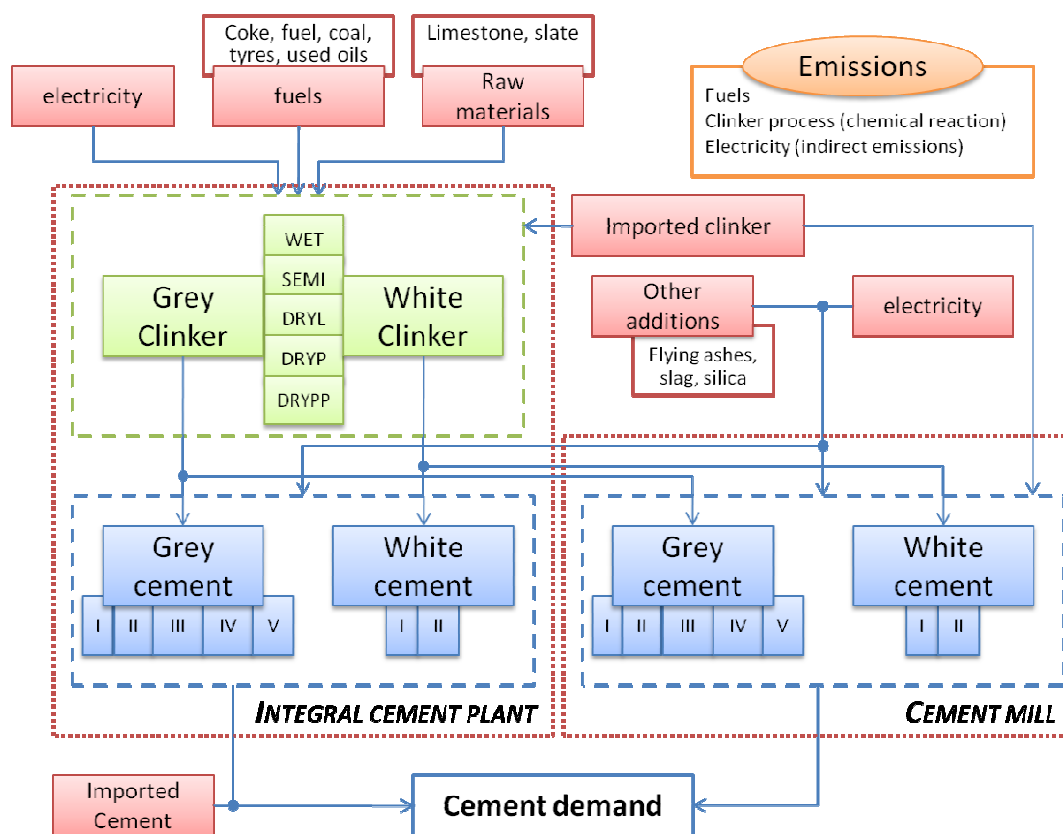 Coke, fuel, coal,
tyres, used oils
Limestone, slate
electricity
fuels
Raw
materials
Emissions
Fuels
Clinker process (chemical reaction)
Electricity (indirect emissions)
Imported clinker
WET
SEMI
DRYL
DRYP
DRYPP
Grey
Clinker
White
Clinker
Other
additions
electricity
Flying ashes,
slag, silica
Grey
cement
I II III IV V
White
cement
I II
Grey
cement
I II III IV V
White
cement
I II
INTEGRAL CEMENT PLANT
CEMENT MILL
Imported
Cement
Cement demand